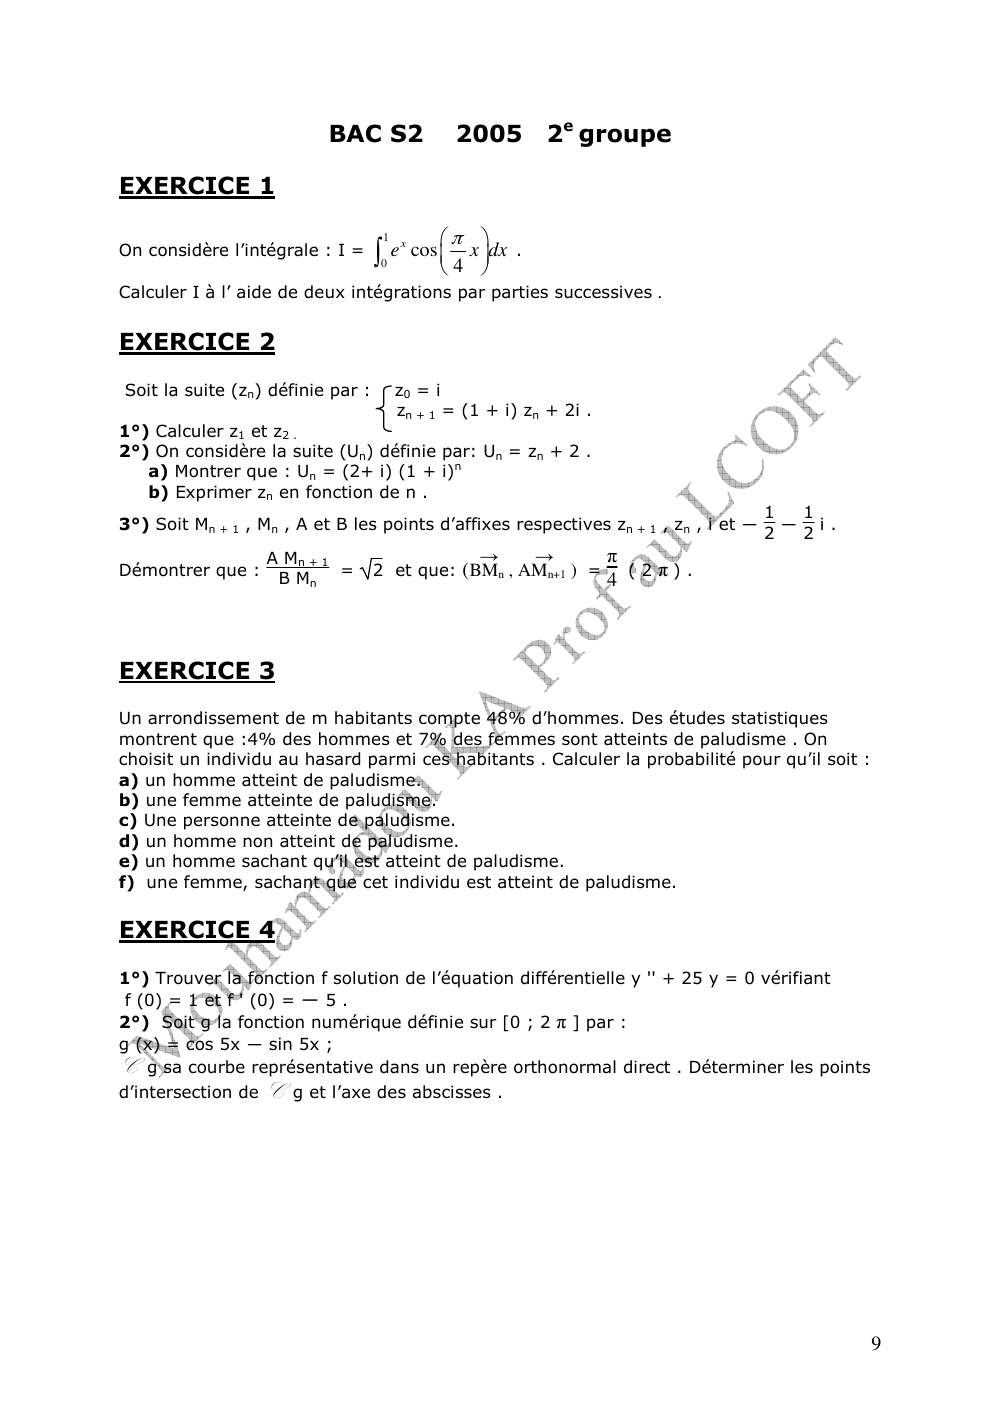 BAC S2 2005 2e groupe
EXERCICE 1
On considère l’intégrale : I = ∫₀¹ eˣ cos(π/4 x)dx .
Calculer I à l’ aide de deux intégrations par parties successives .
EXERCICE 2
Soit la suite (zn) définie par : { z0 = i
zn + 1 = (1 + i) zn + 2i .
1°) Calculer z1 et z2 .
2°) On considère la suite (Un) définie par: Un = zn + 2 .
a) Montrer que : Un = (2+ i) (1 + i)ⁿ
b) Exprimer zn en fonction de n .
3°) Soit Mn + 1 , Mn , A et B les points d’affixes respectives zn + 1 , zn , i et — 1/2 — 1/2 i .
Démontrer que : A Mn + 1 / B Mn = √2 et que: (BMn→ , AMn+1→ ) = π/4 ( 2 π ) .
EXERCICE 3
Un arrondissement de m habitants compte 48% d’hommes. Des études statistiques
montrent que :4% des hommes et 7% des femmes sont atteints de paludisme . On
choisit un individu au hasard parmi ces habitants . Calculer la probabilité pour qu’il soit :
a) un homme atteint de paludisme.
b) une femme atteinte de paludisme.
c) Une personne atteinte de paludisme.
d) un homme non atteint de paludisme.
e) un homme sachant qu’il est atteint de paludisme.
f) une femme, sachant que cet individu est atteint de paludisme.
EXERCICE 4
1°) Trouver la fonction f solution de l’équation différentielle y '' + 25 y = 0 vérifiant
f (0) = 1 et f ' (0) = — 5 .
2°) Soit g la fonction numérique définie sur [0 ; 2 π ] par :
g (x) = cos 5x — sin 5x ;
𝒞 g sa courbe représentative dans un repère orthonormal direct . Déterminer les points
d’intersection de 𝒞 g et l’axe des abscisses .
Mouhamadou KA Prof au LCOFT
9